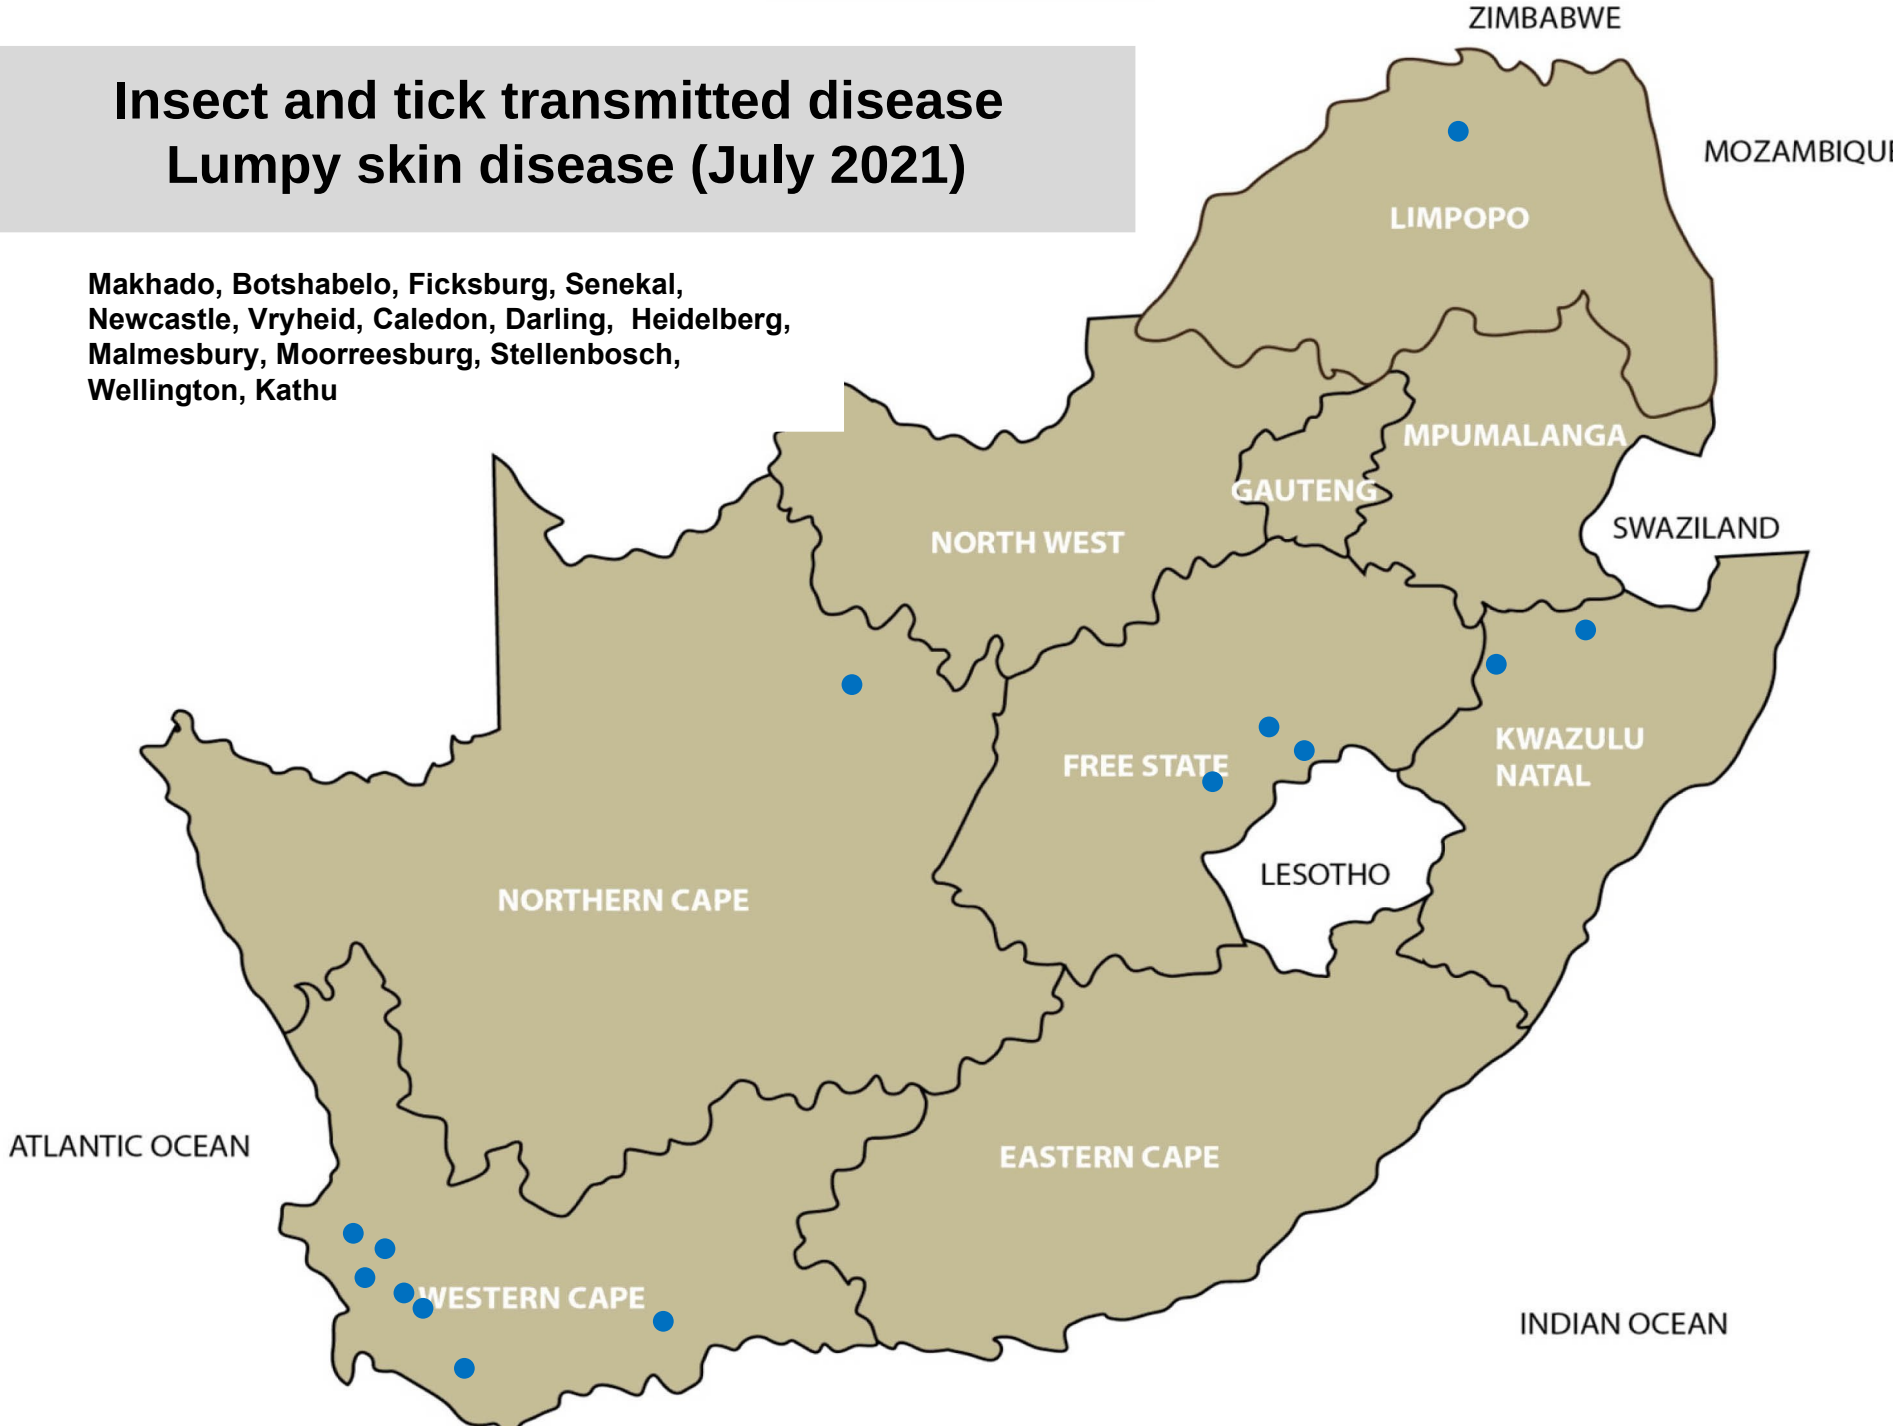 ZIMBABWE
Insect and tick transmitted disease
Lumpy skin disease (July 2021)
MOZAMBIQUE
LIMPOPO
Makhado, Botshabelo, Ficksburg, Senekal,
Newcastle, Vryheid, Caledon, Darling,  Heidelberg,
Malmesbury, Moorreesburg, Stellenbosch,
Wellington, Kathu
MPUMALANGA
GAUTENG
SWAZILAND
NORTH WEST
KWAZULU
NATAL
FREE STATE
LESOTHO
NORTHERN CAPE
ATLANTIC OCEAN
EASTERN CAPE
WESTERN CAPE
INDIAN OCEAN